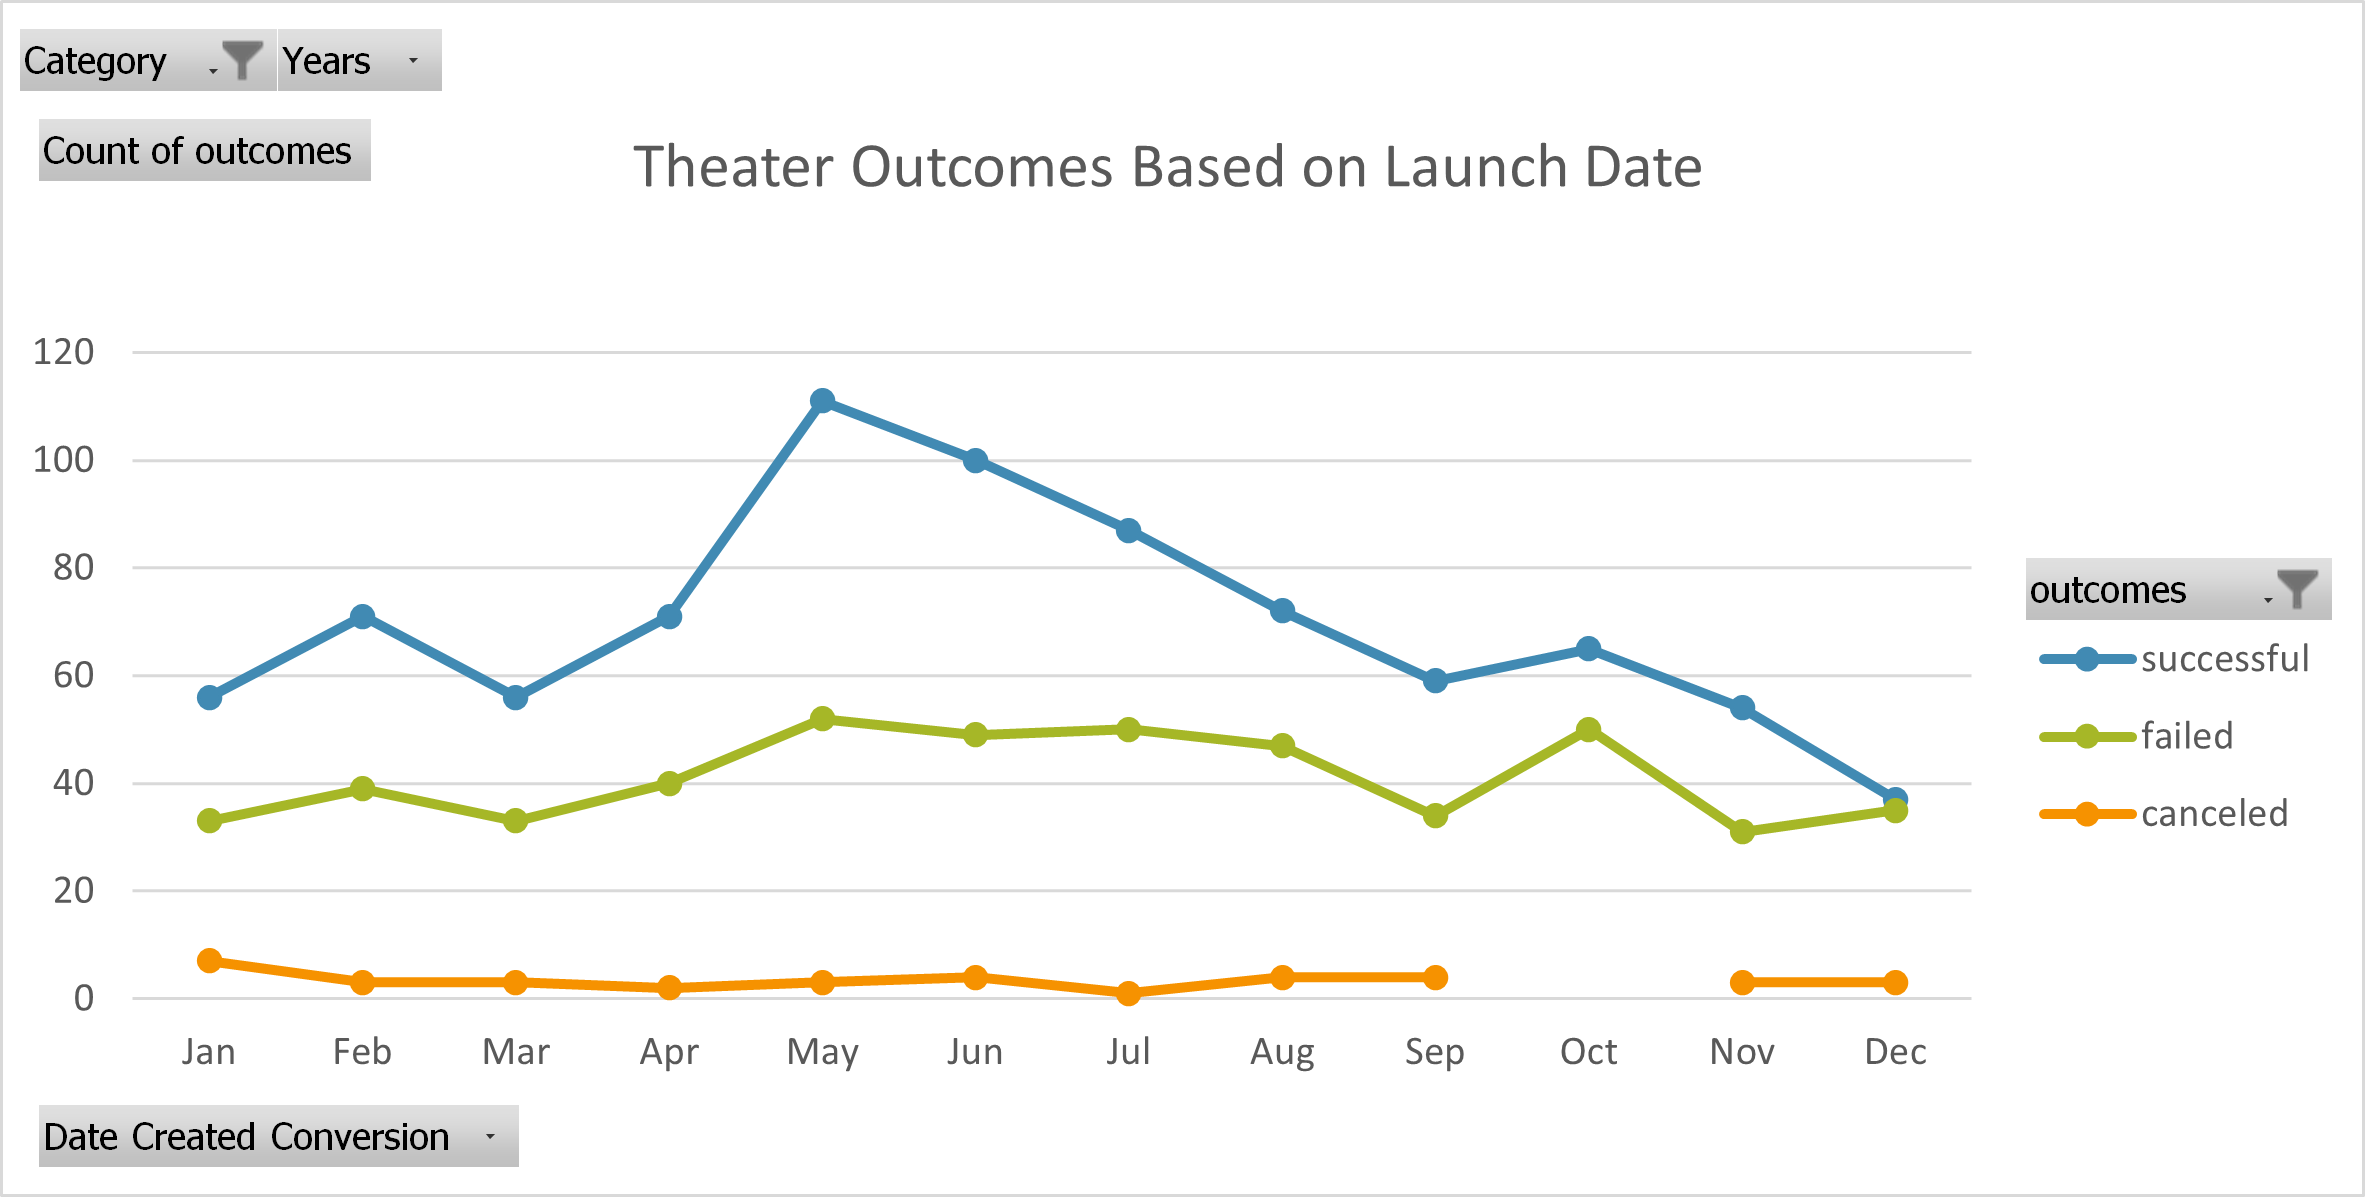 Category Years
Count of outcomes
Theater Outcomes Based on Launch Date
120
100
80
60
40
20
0
Jan Feb Mar Apr May Jun Jul Aug Sep Oct Nov Dec
outcomes
successful
failed
canceled
Date Created Conversion